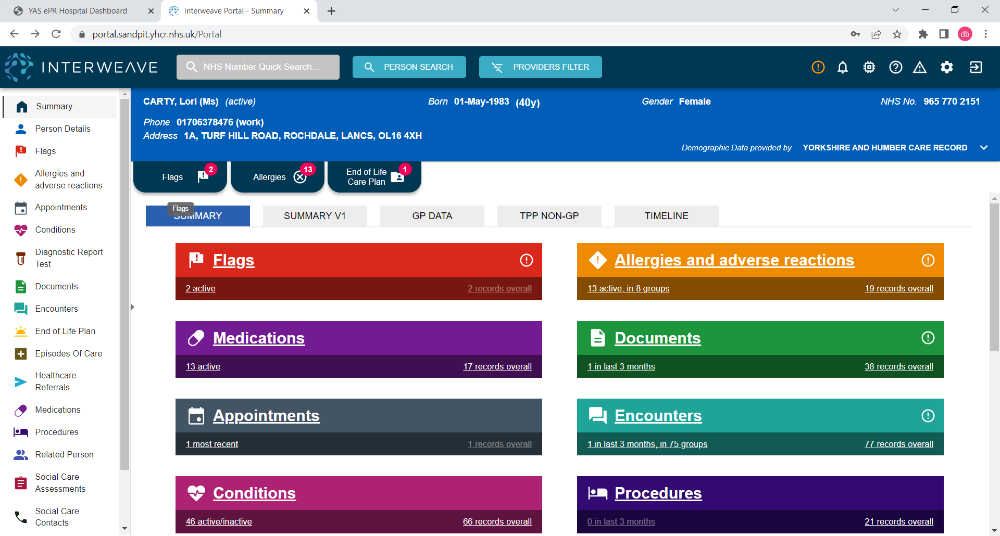 YAS ePR Hospital Dashboard
Interweave Portal - Summary
portal.sandpit.yhcr.nhs.uk/Portal
db
INTERWEAVE
NHS Number Quick Search...
PERSON SEARCH
PROVIDERS FILTER
Summary
Person Details
Flags
Allergies and
adverse reactions
Appointments
Conditions
Diagnostic Report
Test
Documents
Encounters
End of Life Plan
Episodes Of Care
Healthcare
Referrals
Medications
Procedures
Related Person
Social Care
Assessments
Social Care
Contacts
CARTY, Lori (Ms) (active)
Born 01-May-1983 (40y)
Gender Female
NHS No. 965 770 2151
Phone 01706378476 (work)
Address 1A, TURF HILL ROAD, ROCHDALE, LANCS, OL16 4XH
Demographic Data provided by YORKSHIRE AND HUMBER CARE RECORD
Flags 2
Allergies 13
End of Life
Care Plan 1
Flags
SUMMARY
SUMMARY V1
GP DATA
TPP NON-GP
TIMELINE
Flags
2 active
2 records overall
Allergies and adverse reactions
13 active, in 8 groups
19 records overall
Medications
13 active
17 records overall
Documents
1 in last 3 months
38 records overall
Appointments
1 most recent
1 records overall
Encounters
1 in last 3 months, in 75 groups
77 records overall
Conditions
46 active/inactive
66 records overall
Procedures
0 in last 3 months
21 records overall